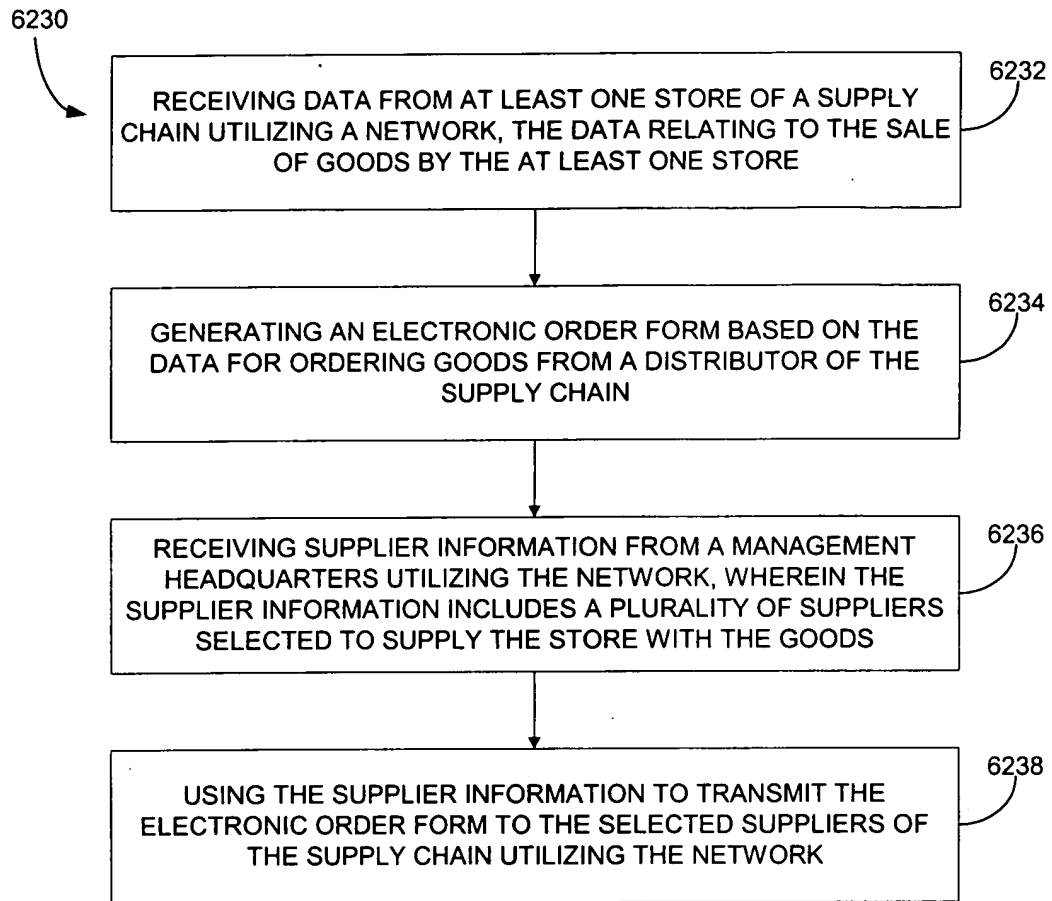 6230
6232
RECEIVING DATA FROM AT LEAST ONE STORE OF A SUPPLY
CHAIN UTILIZING A NETWORK, THE DATA RELATING TO THE SALE
OF GOODS BY THE AT LEAST ONE STORE
6234
GENERATING AN ELECTRONIC ORDER FORM BASED ON THE
DATA FOR ORDERING GOODS FROM A DISTRIBUTOR OF THE
SUPPLY CHAIN
6236
RECEIVING SUPPLIER INFORMATION FROM A MANAGEMENT
HEADQUARTERS UTILIZING THE NETWORK, WHEREIN THE
SUPPLIER INFORMATION INCLUDES A PLURALITY OF SUPPLIERS
SELECTED TO SUPPLY THE STORE WITH THE GOODS
6238
USING THE SUPPLIER INFORMATION TO TRANSMIT THE
ELECTRONIC ORDER FORM TO THE SELECTED SUPPLIERS OF
THE SUPPLY CHAIN UTILIZING THE NETWORK